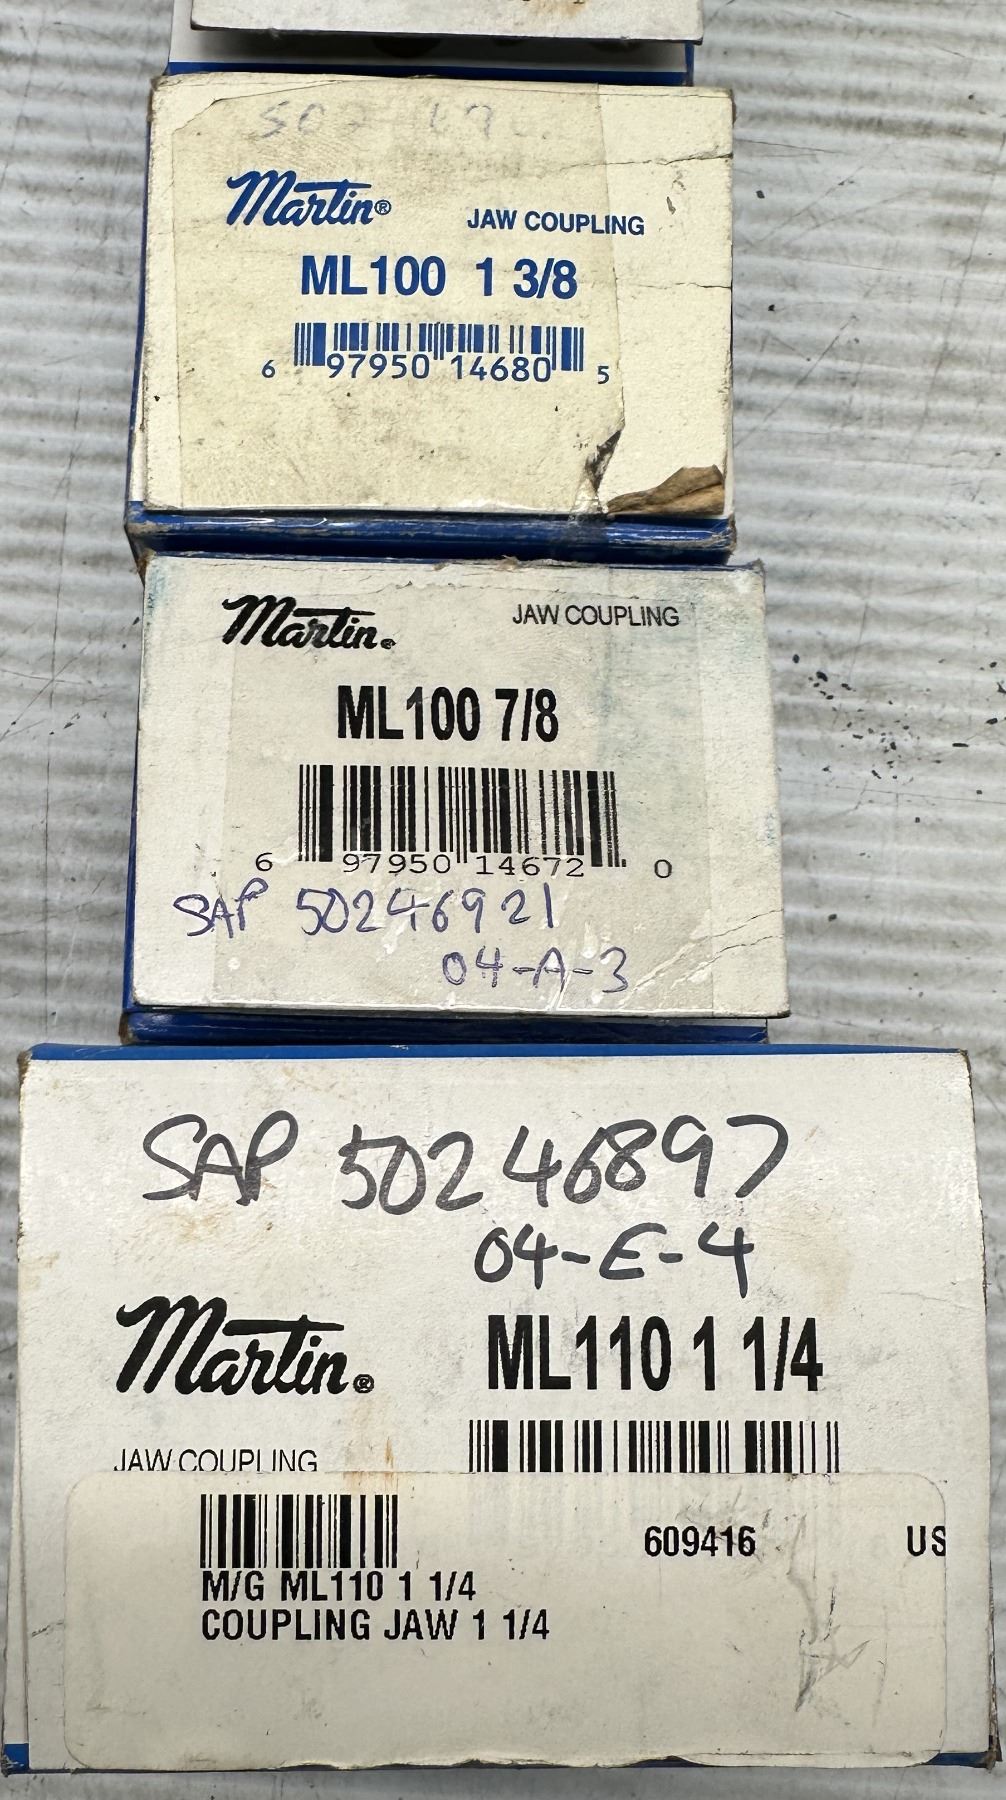 Martin® JAW COUPLING
ML100 1 3/8
6 97950 14680 5
Martin® JAW COUPLING
ML100 7/8
6 97950 14672 0
SAP 50246921
04-A-3
SAP 50246897
04-E-4
Martin® ML110 1 1/4
JAW COUPLING
609416 US
M/G ML110 1 1/4
COUPLING JAW 1 1/4